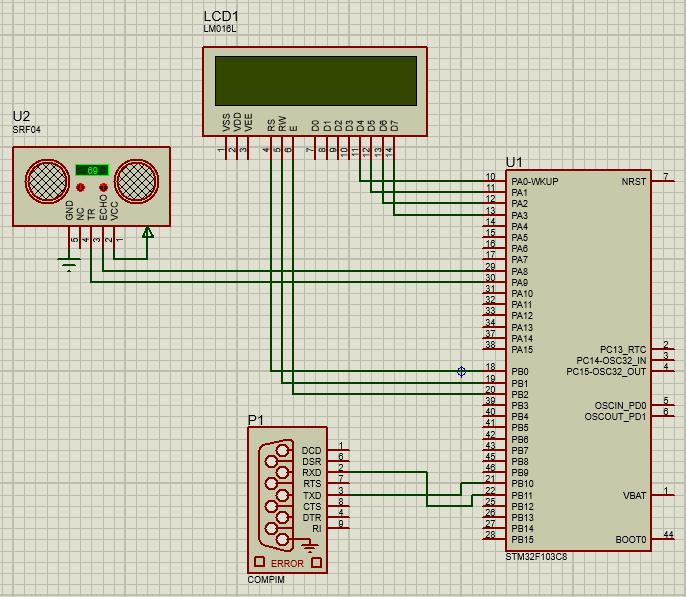 LCD1
LM016L
VSS
VDD
VEE
RS
RW
E
D0
D1
D2
D3
D4
D5
D6
D7
1
2
3
4
5
6
7
8
9
10
11
12
13
14
U2
SRF04
69
GND
NC
TR
ECHO
VCC
5
4
3
2
1
U1
10 PA0-WKUP NRST 7
11 PA1
12 PA2
13 PA3
14 PA4
15 PA5
16 PA6
17 PA7
29 PA8
30 PA9
31 PA10
32 PA11
33 PA12
34 PA13
37 PA14
38 PA15
PC13_RTC 2
PC14-OSC32_IN 3
18 PB0 PC15-OSC32_OUT 4
19 PB1
20 PB2
39 PB3 OSCIN_PD0 5
40 PB4 OSCOUT_PD1 6
41 PB5
42 PB6
43 PB7
45 PB8
46 PB9
21 PB10
22 PB11 VBAT 1
25 PB12
26 PB13
27 PB14
28 PB15 BOOT0 44
STM32F103C8
P1
DCD 1
DSR 6
RXD 2
RTS 7
TXD 3
CTS 8
DTR 4
RI 9
ERROR
COMPIM